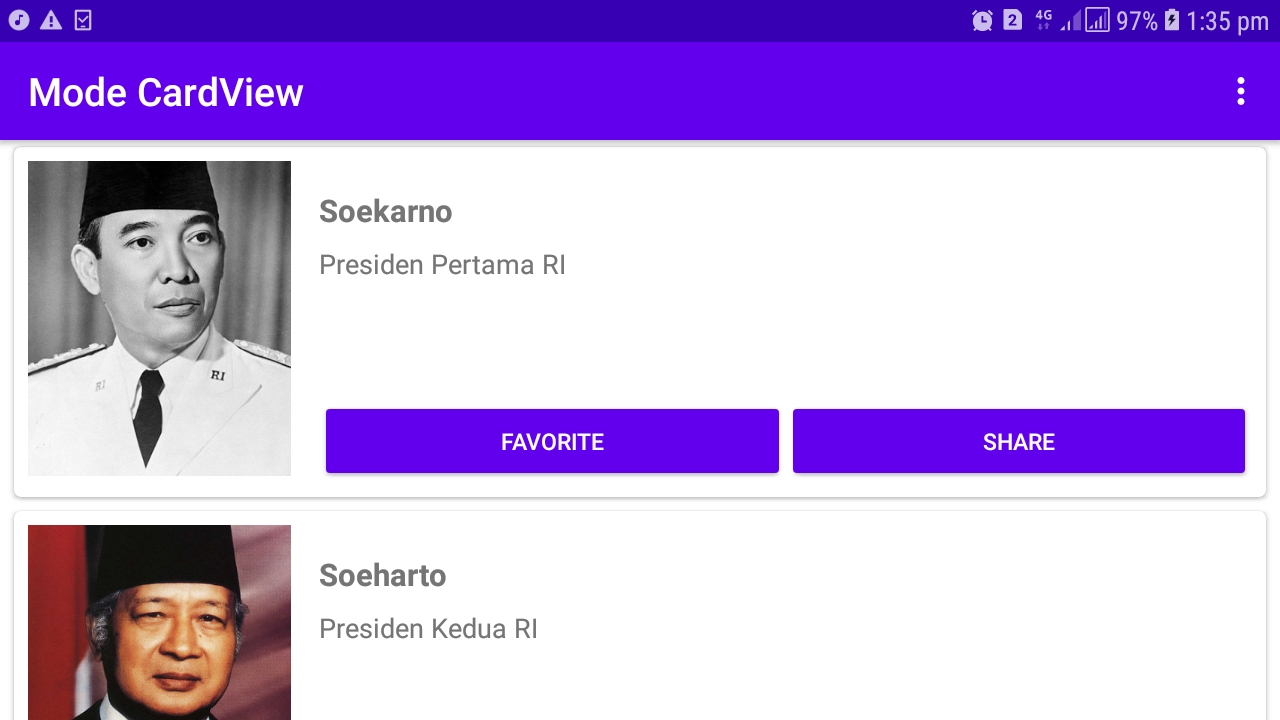 2 4G 97% 1:35 pm
Mode CardView
Soekarno
Presiden Pertama RI
RI RI
FAVORITE SHARE
Soeharto
Presiden Kedua RI